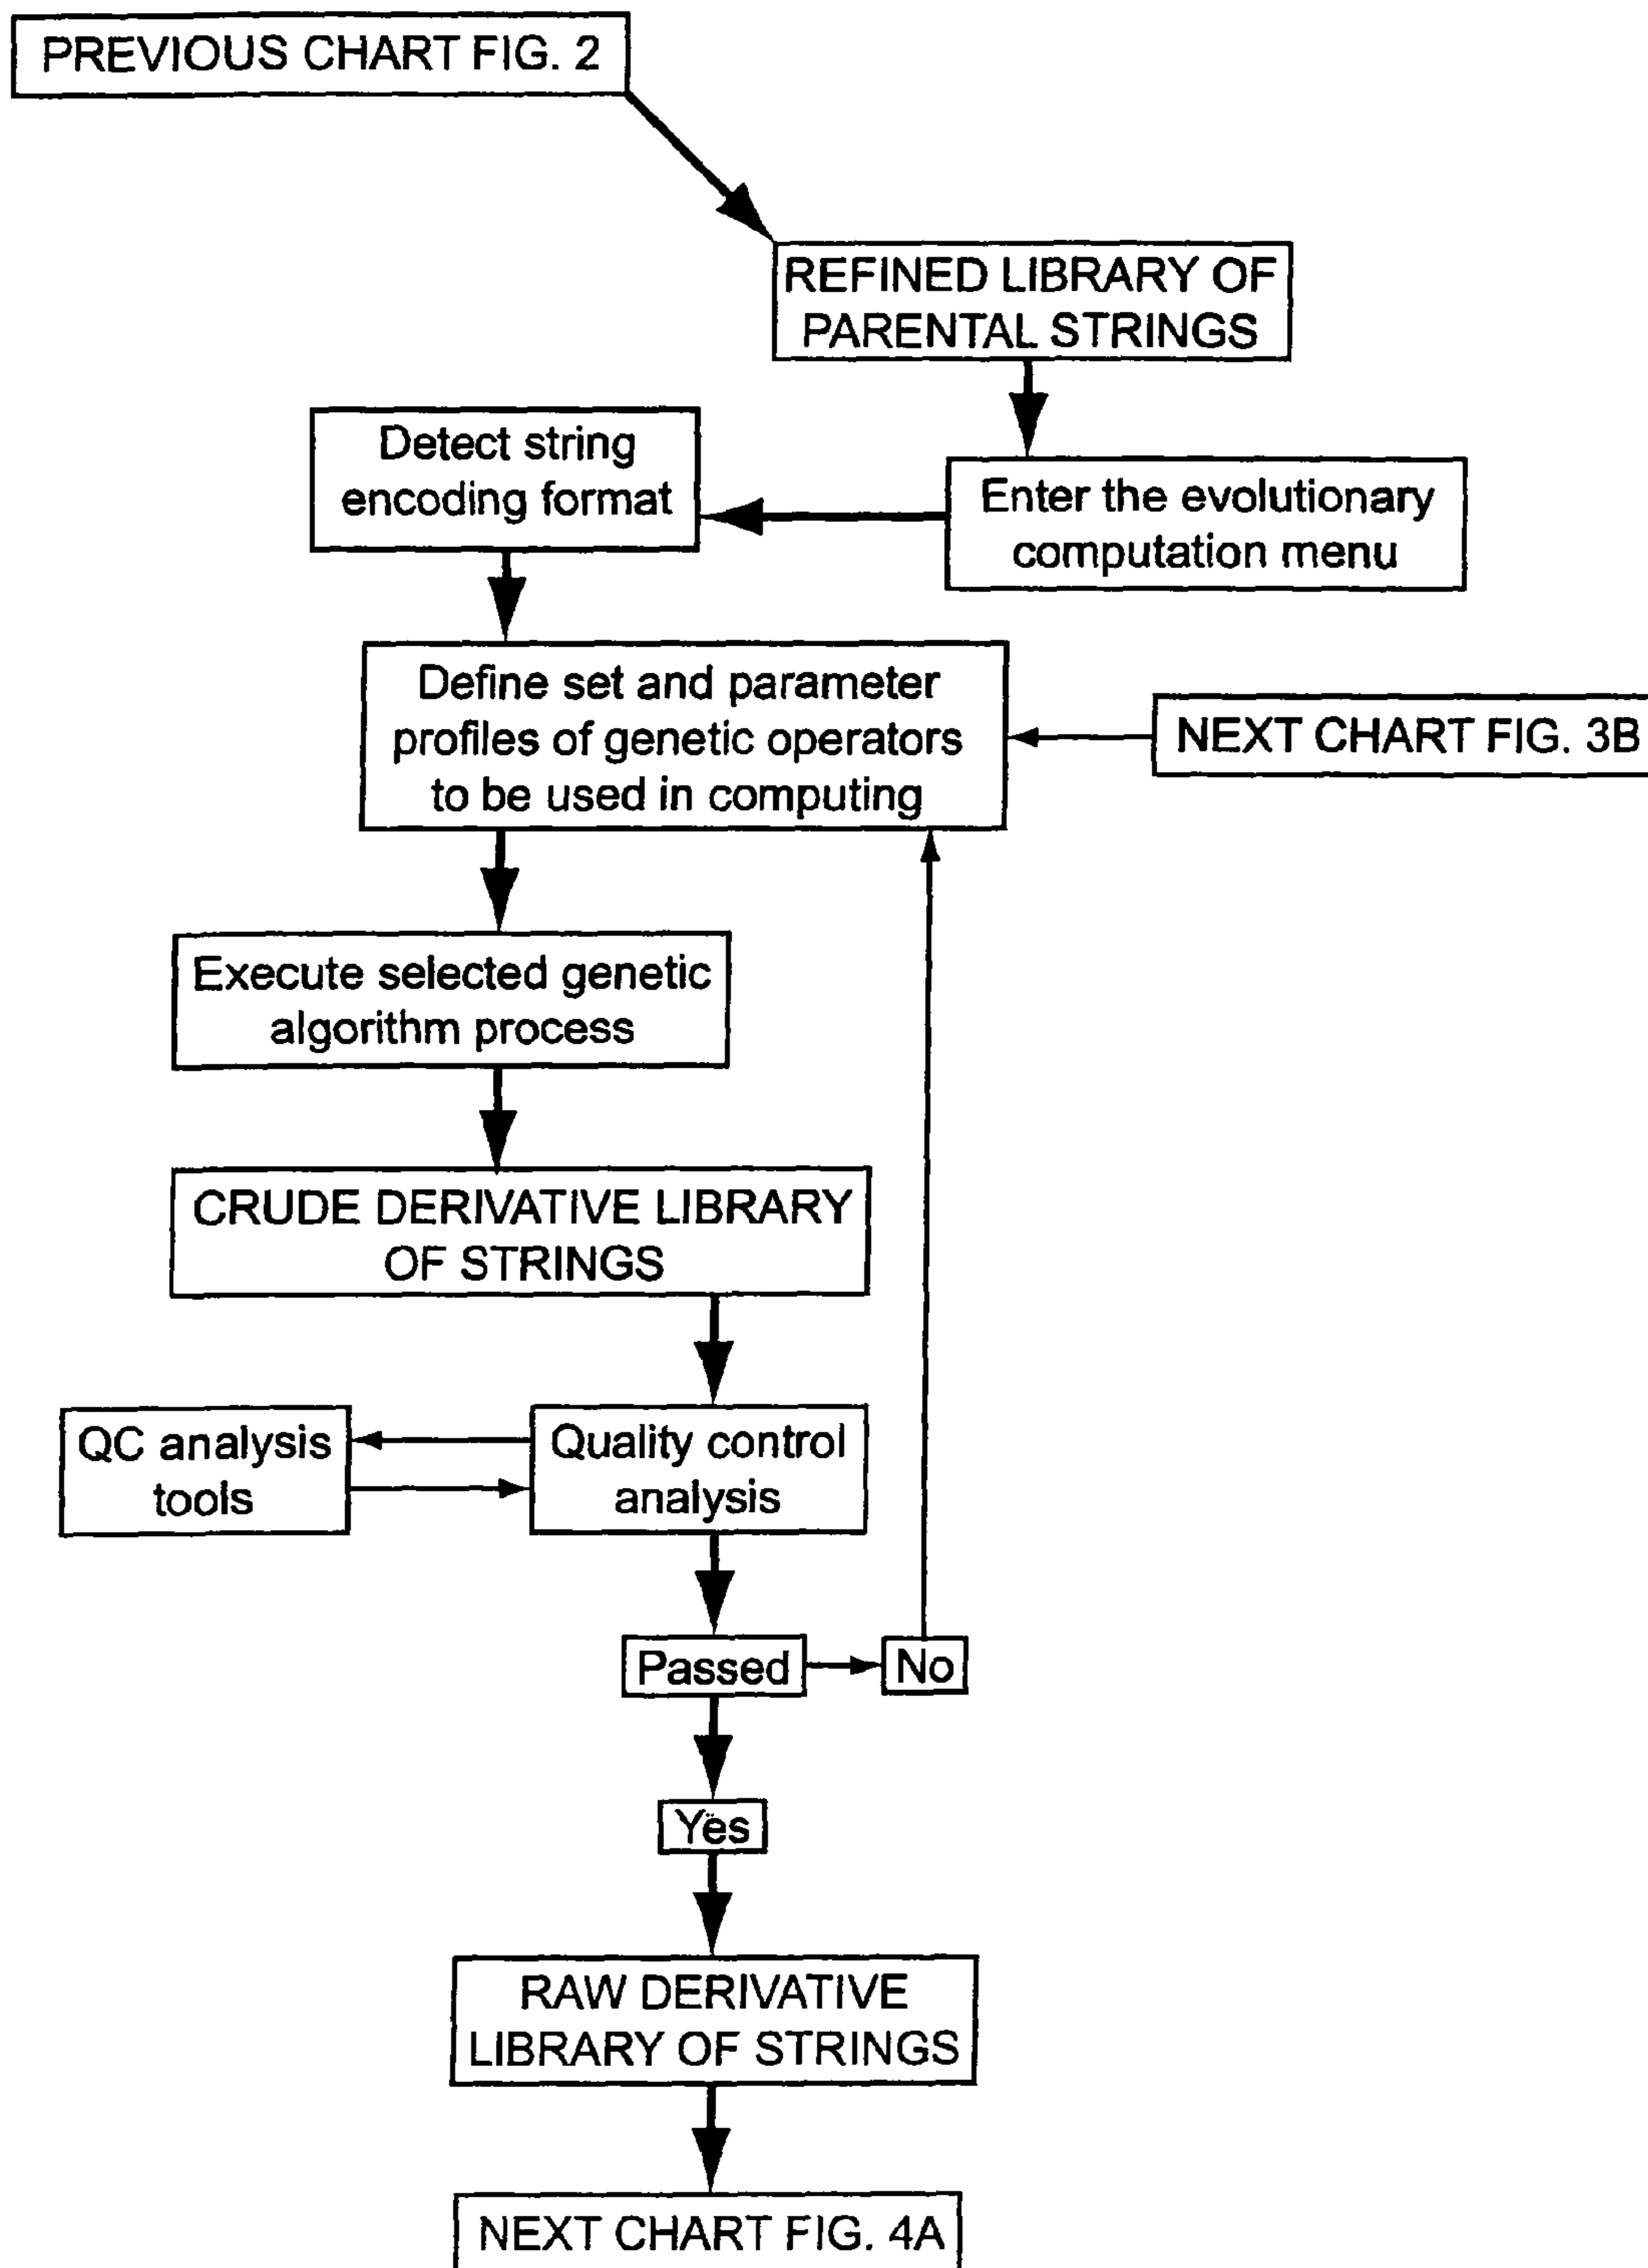 PREVIOUS CHART FIG. 2
REFINED LIBRARY OF
PARENTAL STRINGS
Detect string
encoding format
Enter the evolutionary
computation menu
Define set and parameter
profiles of genetic operators
to be used in computing
NEXT CHART FIG. 3B
Execute selected genetic
algorithm process
CRUDE DERIVATIVE LIBRARY
OF STRINGS
QC analysis
tools
Quality control
analysis
Passed
No
Yes
RAW DERIVATIVE
LIBRARY OF STRINGS
NEXT CHART FIG. 4A